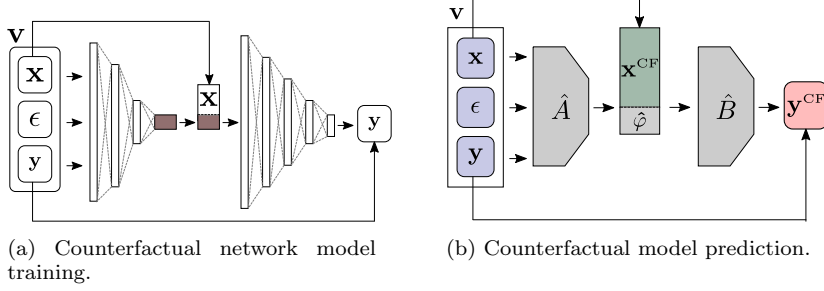 v
x
ϵ
y
x
y
(a) Counterfactual network model
training.
v
x
ϵ
y
Â
x^CF
φ̂
B̂
y^CF
(b) Counterfactual model prediction.